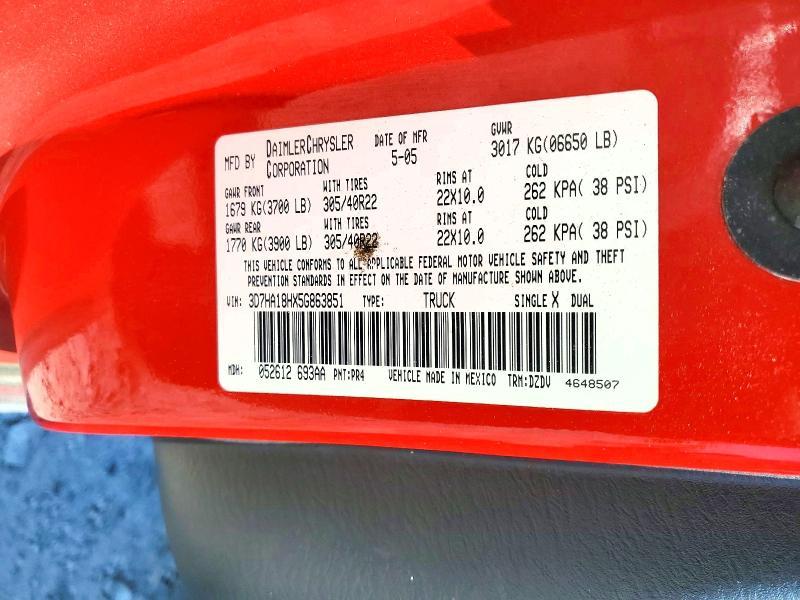 MFD BY DAIMLERCHRYSLER CORPORATION DATE OF MFR 5-05 GVWR 3017 KG(06650 LB)
GAWR FRONT WITH TIRES RIMS AT COLD
1679 KG(3700 LB) 305/40R22 22X10.0 262 KPA( 38 PSI)
GAWR REAR WITH TIRES RIMS AT COLD
1770 KG(3900 LB) 305/40R22 22X10.0 262 KPA( 38 PSI)
THIS VEHICLE CONFORMS TO ALL APPLICABLE FEDERAL MOTOR VEHICLE SAFETY AND THEFT
PREVENTION STANDARDS IN EFFECT ON THE DATE OF MANUFACTURE SHOWN ABOVE.
VIN: 3D7HA18HX5G863851 TYPE: TRUCK SINGLE X DUAL
MDH: 052612 693AA PNT:PR4 VEHICLE MADE IN MEXICO TRM:DZDV 4648507